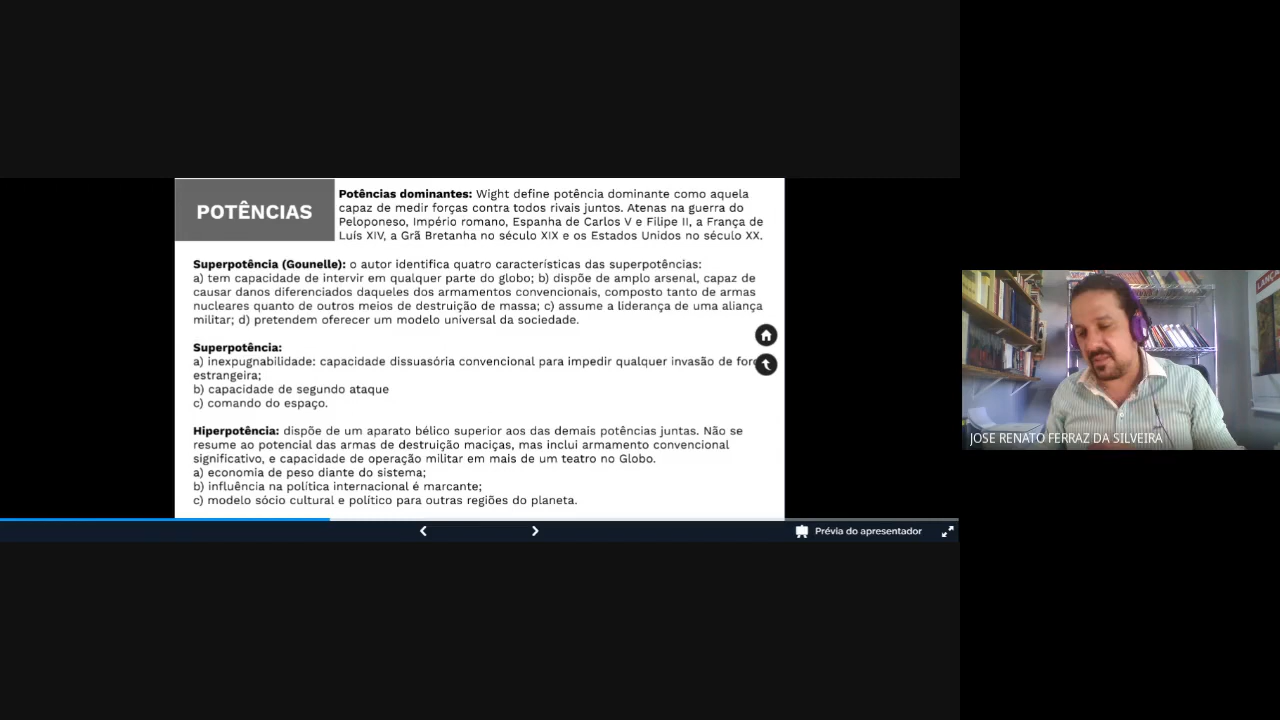 POTÊNCIAS
Potências dominantes: Wight define potência dominante como aquela
capaz de medir forças contra todos rivais juntos. Atenas na guerra do
Peloponeso, Império romano, Espanha de Carlos V e Filipe II, a França de
Luís XIV, a Grã Bretanha no século XIX e os Estados Unidos no século XX.
Superpotência (Gounelle): o autor identifica quatro características das superpotências:
a) tem capacidade de intervir em qualquer parte do globo; b) dispõe de amplo arsenal, capaz de
causar danos diferenciados daqueles dos armamentos convencionais, composto tanto de armas
nucleares quanto de outros meios de destruição de massa; c) assume a liderança de uma aliança
militar; d) pretendem oferecer um modelo universal da sociedade.
Superpotência:
a) inexpugnabilidade: capacidade dissuasória convencional para impedir qualquer invasão de
estrangeira;
b) capacidade de segundo ataque
c) comando do espaço.
Hiperpotência: dispõe de um aparato bélico superior aos das demais potências juntas. Não se
resume ao potencial das armas de destruição maciças, mas inclui armamento convencional
significativo, e capacidade de operação militar em mais de um teatro no Globo.
a) economia de peso diante do sistema;
b) influência na política internacional é marcante;
c) modelo sócio cultural e político para outras regiões do planeta.
Prévia do apresentador
JOSE RENATO FERRAZ DA SILVEIRA